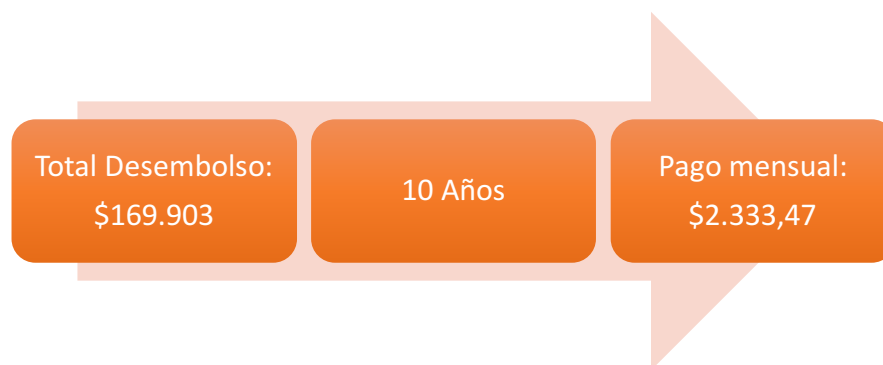 Total Desembolso:
$169.903
10 Años
Pago mensual:
$2.333,47